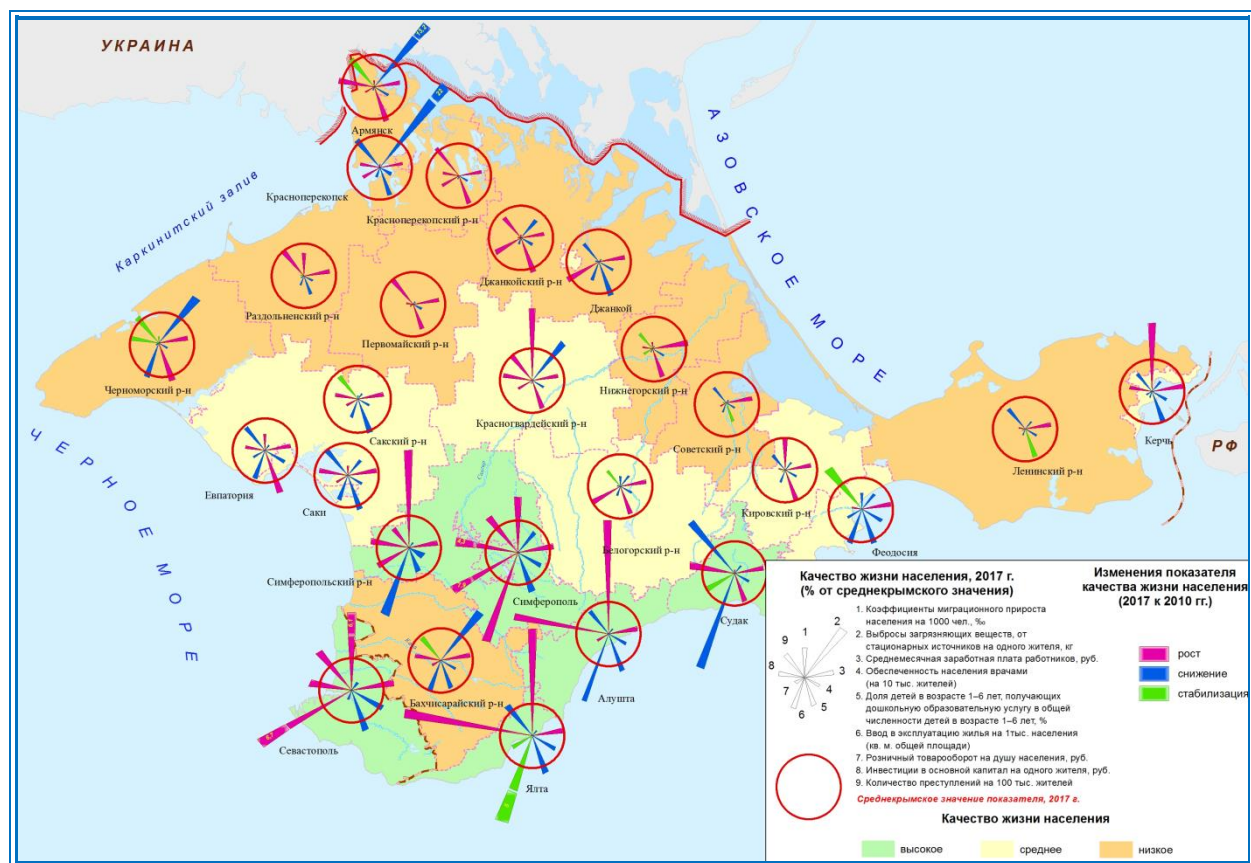 УКРАИНА
13,2
22
Армянск
Красноперекопск
Красноперекопский р-н
Каркинитский залив
АЗОВСКОЕ МОРЕ
Джанкойский р-н
Джанкой
Раздольненский р-н
Первомайский р-н
Черноморский р-н
Нижнегорский р-н
Красногвардейский р-н
Сакский р-н
Советский р-н
Керчь
РФ
Ленинский р-н
ЧЕРНОЕ МОРЕ
Евпатория
Саки
Кировский р-н
Белогорский р-н
Феодосия
Симферопольский р-н
Симферополь
Судак
Алушта
Бахчисарайский р-н
Севастополь
Ялта
Качество жизни населения, 2017 г.
(% от среднекрымского значения)
1
2
3
4
5
6
7
8
9
1. Коэффициенты миграционного прироста
населения на 1000 чел., ‰
2. Выбросы загрязняющих веществ, от
стационарных источников на одного жителя, кг
3. Среднемесячная заработная плата работников, руб.
4. Обеспеченность населения врачами
(на 10 тыс. жителей)
5. Доля детей в возрасте 1–6 лет, получающих
дошкольную образовательную услугу в общей
численности детей в возрасте 1–6 лет, %
6. Ввод в эксплуатацию жилья на 1тыс. населения
(кв. м. общей площади)
7. Розничный товарооборот на душу населения, руб.
8. Инвестиции в основной капитал на одного жителя, руб.
9. Количество преступлений на 100 тыс. жителей
Среднекрымское значение показателя, 2017 г.
Изменения показателя
качества жизни населения
(2017 к 2010 гг.)
рост
снижение
стабилизация
Качество жизни населения
высокое
среднее
низкое